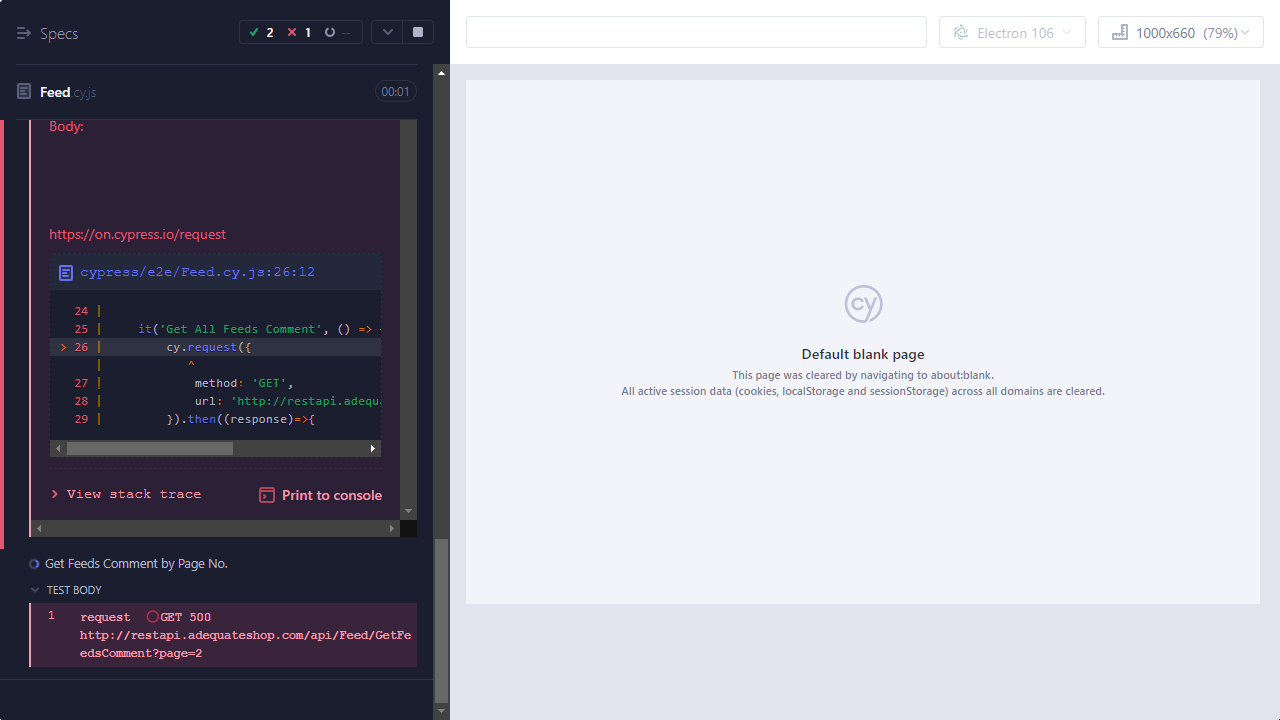 Specs
2
1
--
Electron 106
1000x660 (79%)
Feed.cy.js
00:01
Body:
https://on.cypress.io/request
cypress/e2e/Feed.cy.js:26:12
24 |
25 | it('Get All Feeds Comment', () =>
> 26 | cy.request({
| ^
27 | method: 'GET',
28 | url: 'http://restapi.adequa
29 | }).then((response)=>{
> View stack trace
Print to console
Get Feeds Comment by Page No.
TEST BODY
1 request GET 500
http://restapi.adequateshop.com/api/Feed/GetFe
edsComment?page=2
cy
Default blank page
This page was cleared by navigating to about:blank.
All active session data (cookies, localStorage and sessionStorage) across all domains are cleared.